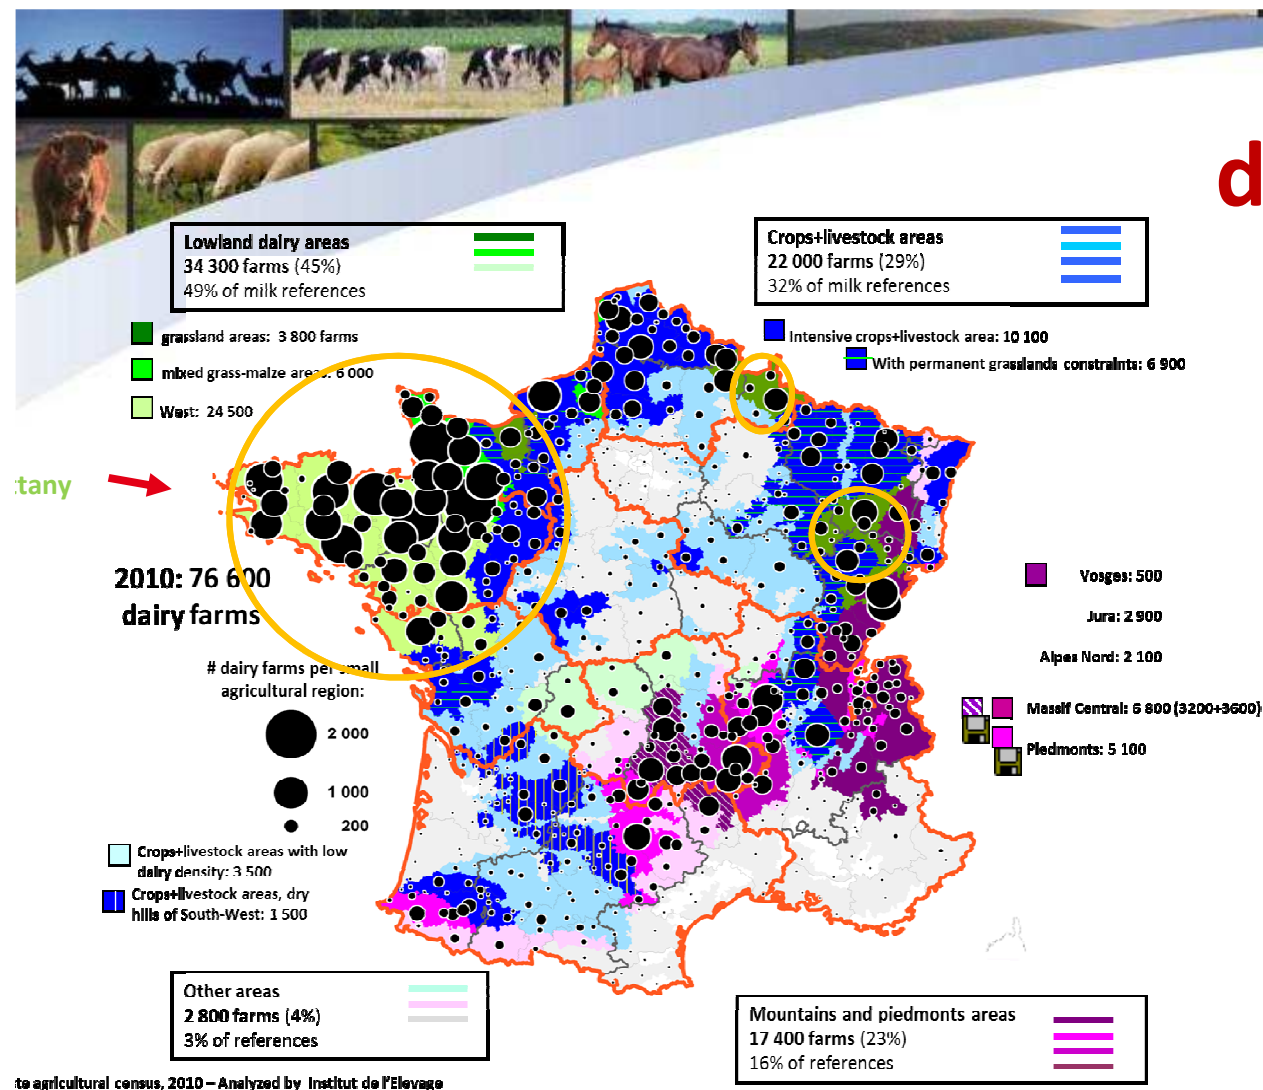 d
Lowland dairy areas
34 300 farms (45%)
49% of milk references
Crops+livestock areas
22 000 farms (29%)
32% of milk references
grassland areas: 3 800 farms
mixed grass-maize areas: 6 000
West: 24 500
Intensive crops+livestock area: 10 100
With permanent grasslands constraints: 6 900
ttany
2010: 76 600
dairy farms
# dairy farms per small
agricultural region:
2 000
1 000
200
Vosges: 500
Jura: 2 900
Alpes Nord: 2 100
Massif Central: 6 800 (3200+3600)
Piedmonts: 5 100
Crops+livestock areas with low
dairy density: 3 500
Crops+livestock areas, dry
hills of South-West: 1 500
Other areas
2 800 farms (4%)
3% of references
Mountains and piedmonts areas
17 400 farms (23%)
16% of references
te agricultural census, 2010 – Analyzed by Institut de l'Elevage